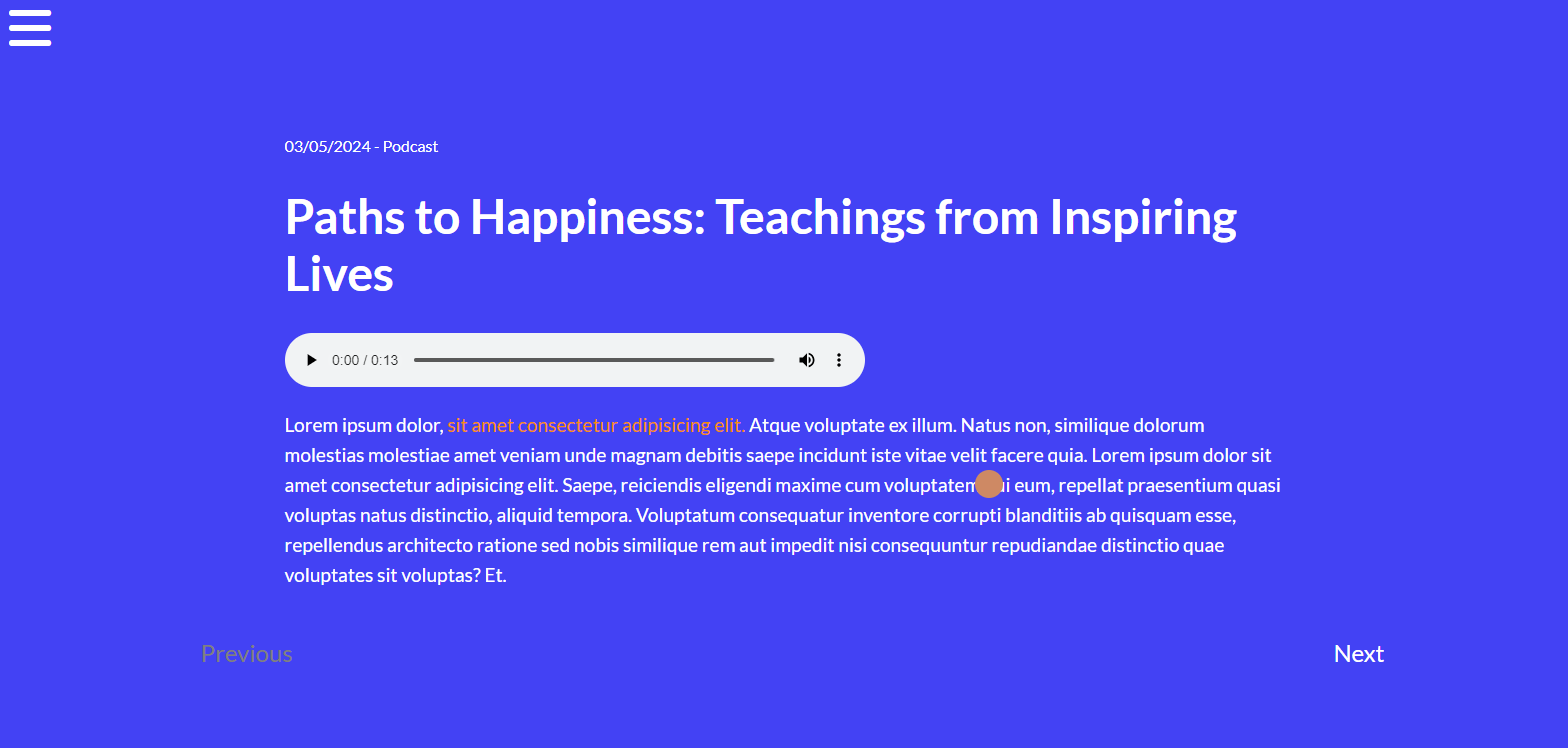 03/05/2024 - Podcast
Paths to Happiness: Teachings from Inspiring
Lives
0:00 / 0:13
Lorem ipsum dolor, sit amet consectetur adipisicing elit. Atque voluptate ex illum. Natus non, similique dolorum
molestias molestiae amet veniam unde magnam debitis saepe incidunt iste vitae velit facere quia. Lorem ipsum dolor sit
amet consectetur adipisicing elit. Saepe, reiciendis eligendi maxime cum voluptatem eum, repellat praesentium quasi
voluptas natus distinctio, aliquid tempora. Voluptatum consequatur inventore corrupti blanditiis ab quisquam esse,
repellendus architecto ratione sed nobis similique rem aut impedit nisi consequuntur repudiandae distinctio quae
voluptates sit voluptas? Et.
Previous
Next